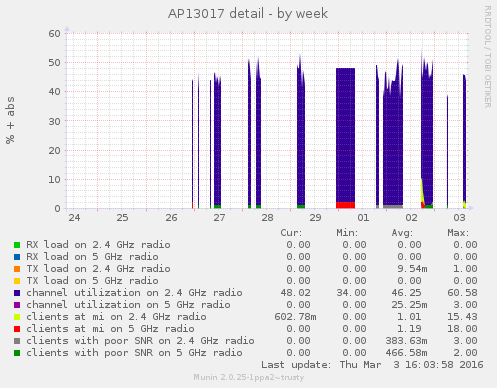 AP13017 detail - by week
RRDTOOL / TOBI OETIKER
% + abs
60
50
40
30
20
10
0
24 25 26 27 28 29 01 02 03
Cur: Min: Avg: Max:
RX load on 2.4 GHz radio 0.00 0.00 0.00 0.00
RX load on 5 GHz radio 0.00 0.00 0.00 0.00
TX load on 2.4 GHz radio 0.00 0.00 9.54m 1.00
TX load on 5 GHz radio 0.00 0.00 0.00 0.00
channel utilization on 2.4 GHz radio 48.02 34.00 46.25 60.58
channel utilization on 5 GHz radio 0.00 0.00 25.25m 3.00
clients at mi on 2.4 GHz radio 602.78m 0.00 1.01 15.43
clients at mi on 5 GHz radio 0.00 0.00 1.19 18.00
clients with poor SNR on 2.4 GHz radio 0.00 0.00 383.63m 3.00
clients with poor SNR on 5 GHz radio 0.00 0.00 466.58m 2.00
Last update: Thu Mar 3 16:03:58 2016
Munin 2.0.25-1ppa2~trusty